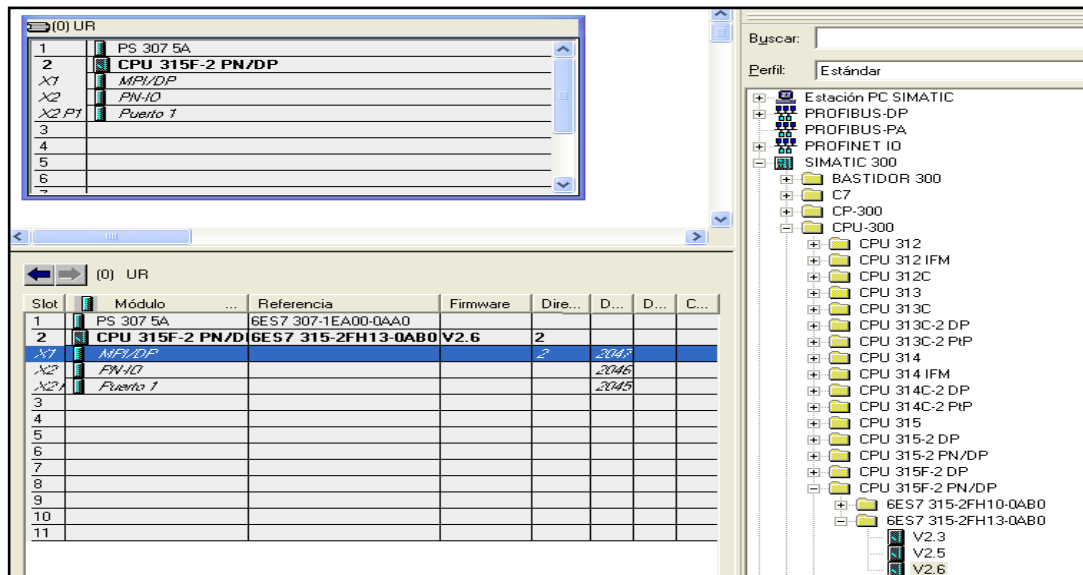 (0) UR
1 PS 307 5A
2 CPU 315F-2 PN/DP
X1 MPI/DP
X2 PN-IO
X2 P1 Puerto 1
3
4
5
6
7
(0) UR
Slot Módulo ... Referencia Firmware Dire... D... D... C...
1 PS 307 5A 6ES7 307-1EA00-0AA0
2 CPU 315F-2 PN/D 6ES7 315-2FH13-0AB0 V2.6 2
X1 MPI/DP 2 2047
X2 PN-IO 2046
X2 Puerto 1 2045
3
4
5
6
7
8
9
10
11
Buscar:
Perfil: Estándar
Estación PC SIMATIC
PROFIBUS-DP
PROFIBUS-PA
PROFINET IO
SIMATIC 300
BASTIDOR 300
C7
CP-300
CPU-300
CPU 312
CPU 312 IFM
CPU 312C
CPU 313
CPU 313C
CPU 313C-2 DP
CPU 313C-2 PtP
CPU 314
CPU 314 IFM
CPU 314C-2 DP
CPU 314C-2 PtP
CPU 315
CPU 315-2 DP
CPU 315-2 PN/DP
CPU 315F-2 DP
CPU 315F-2 PN/DP
6ES7 315-2FH10-0AB0
6ES7 315-2FH13-0AB0
V2.3
V2.5
V2.6